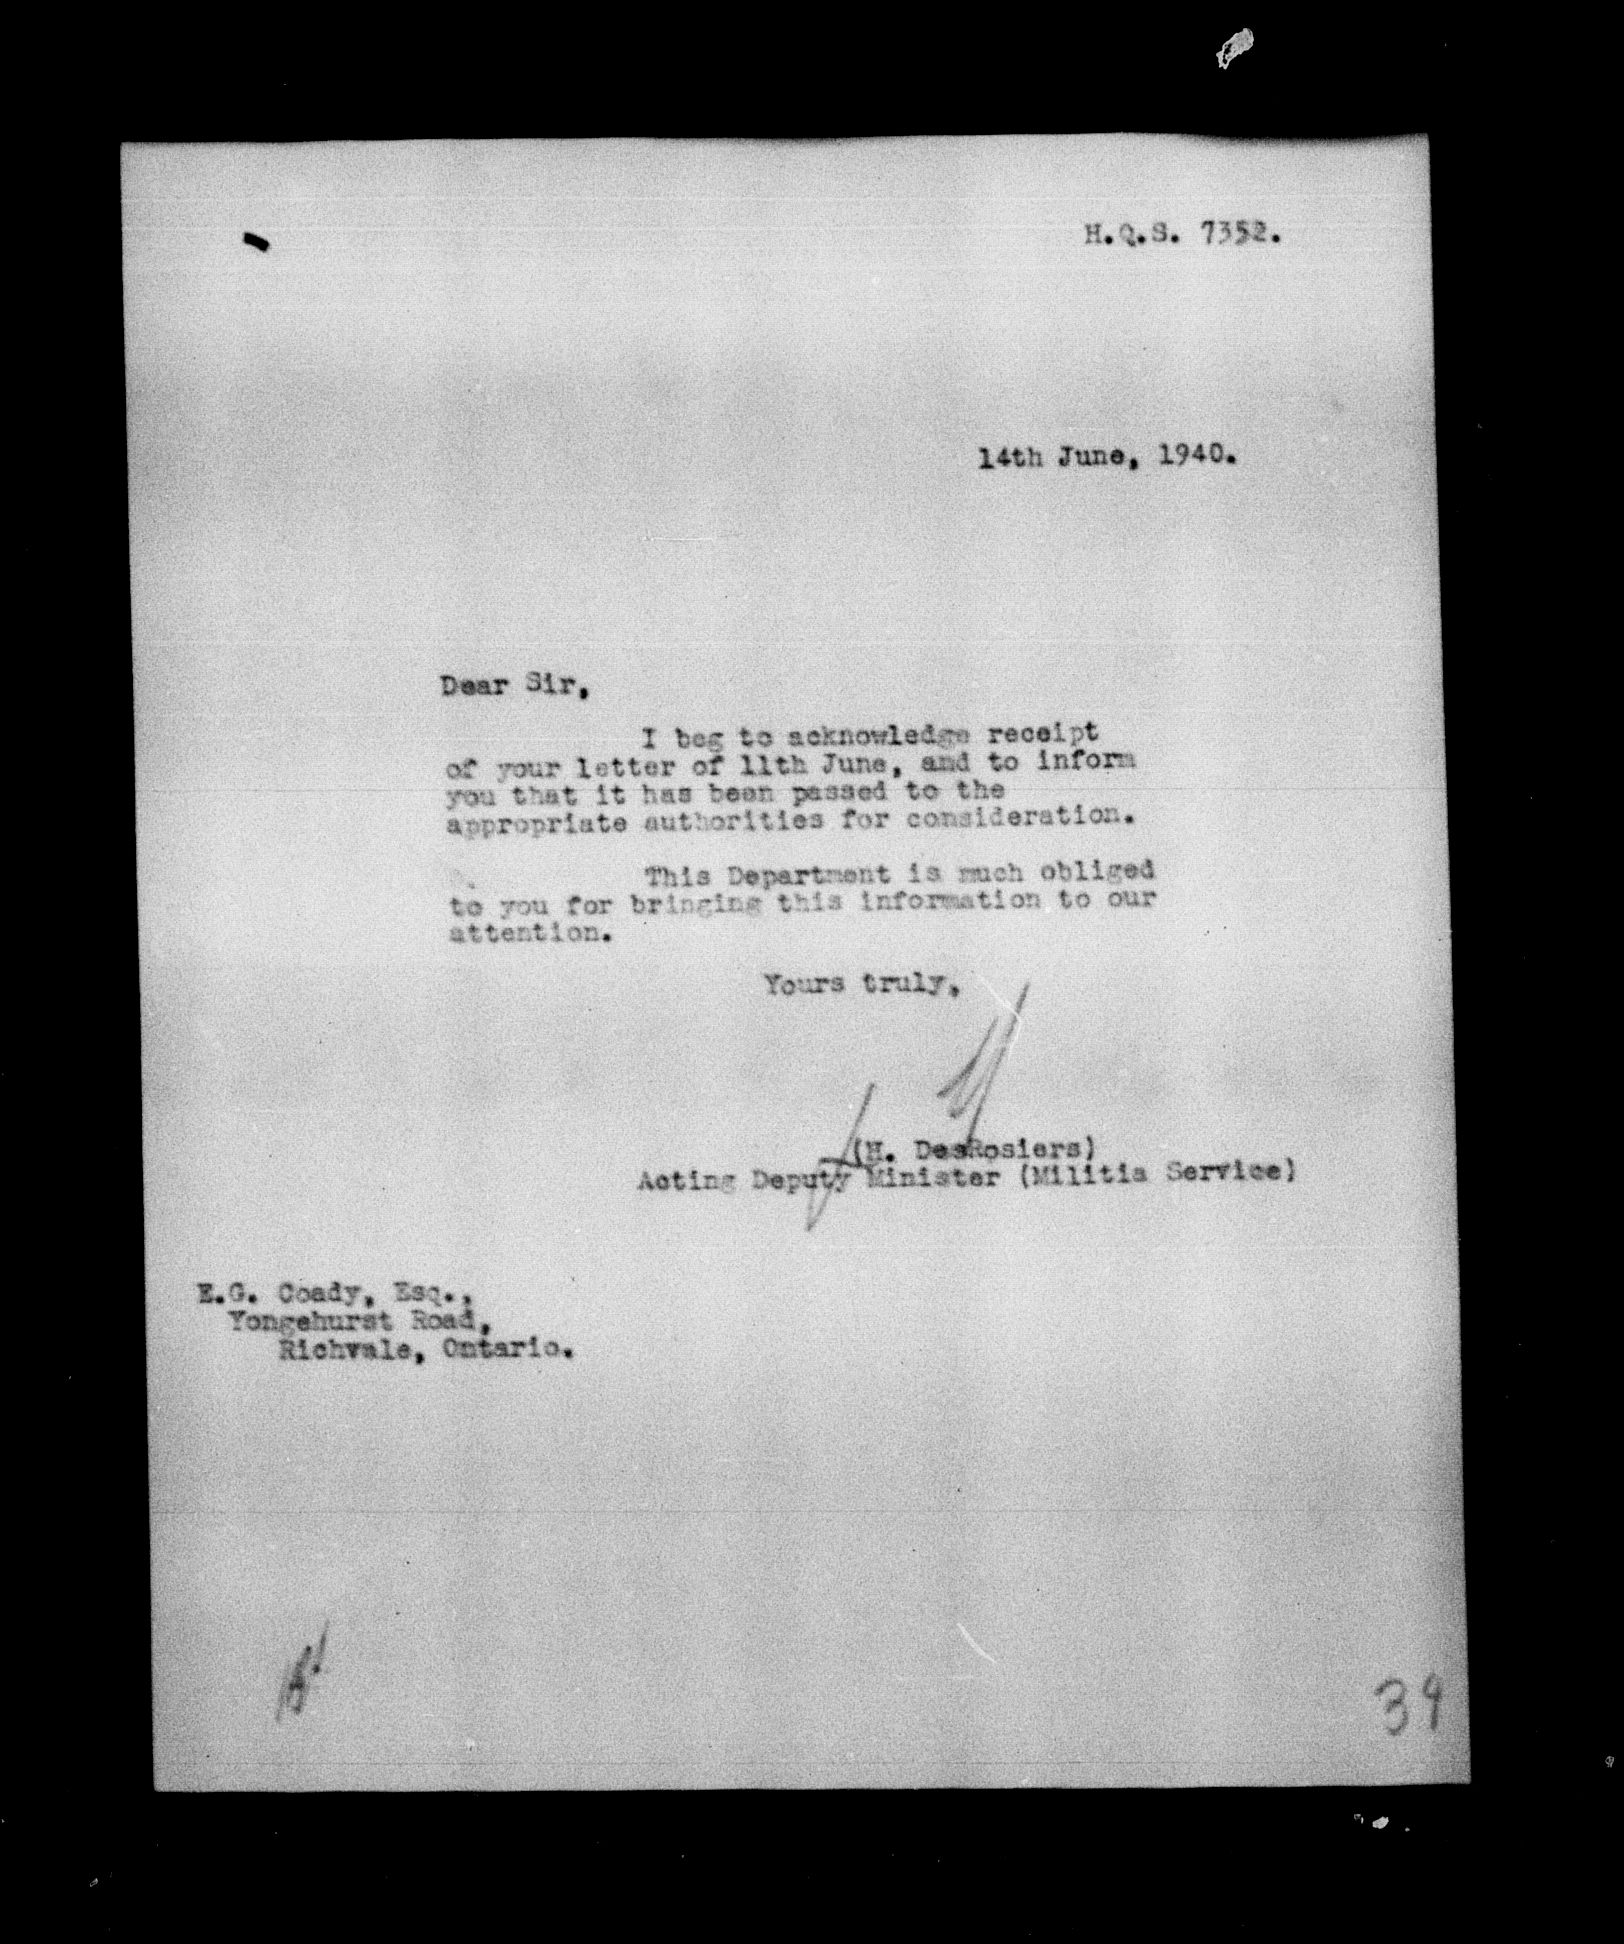 H.Q.S. 7352.
14th June, 1940.
Dear Sir,
I beg to acknowledge receipt
of your letter of 11th June, and to inform
you that it has been passed to the
appropriate authorities for consideration.
This Department is much obliged
to you for bringing this information to our
attention.
Yours truly,
(H. DesRosiers)
Acting Deputy Minister (Militia Service)
E.G. Coady, Esq.,
Yongehurst Road,
Richvale, Ontario.
39